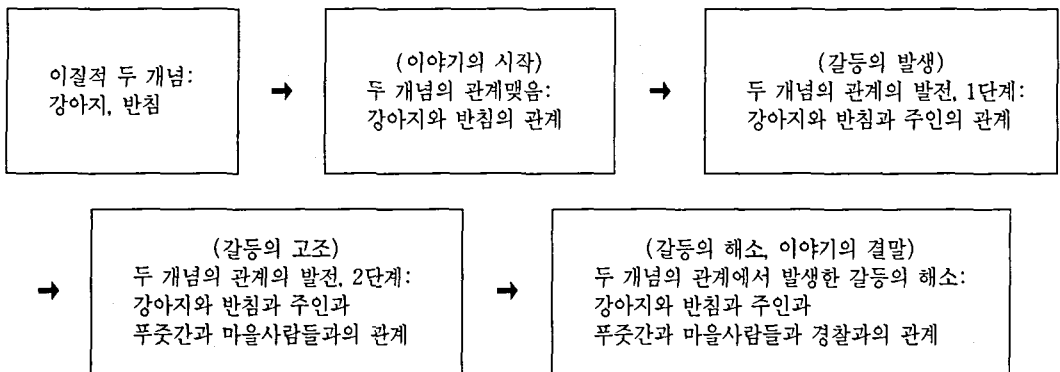 이질적 두 개념:
강아지, 반침
(이야기의 시작)
두 개념의 관계맺음:
강아지와 반침의 관계
(갈등의 발생)
두 개념의 관계의 발전, 1단계:
강아지와 반침과 주인의 관계
(갈등의 고조)
두 개념의 관계의 발전, 2단계:
강아지와 반침과 주인과
푸줏간과 마을사람들과의 관계
(갈등의 해소, 이야기의 결말)
두 개념의 관계에서 발생한 갈등의 해소:
강아지와 반침과 주인과
푸줏간과 마을사람들과 경찰과의 관계